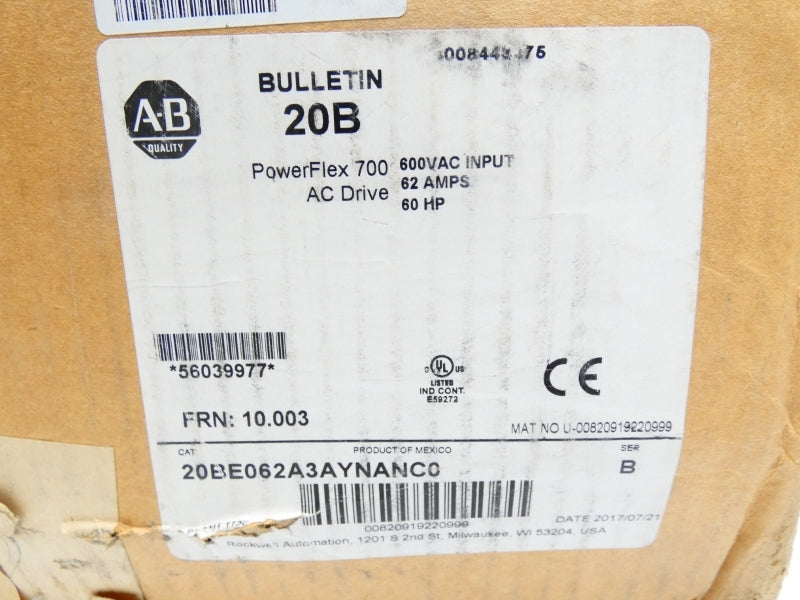 BULLETIN
20B
A-B
QUALITY
PowerFlex 700
AC Drive
600VAC INPUT
62 AMPS
60 HP
*56039977*
C UL US
LISTED
IND CONT.
E59272
CE
FRN: 10.003
MAT NO U-00820919220999
CAT
PRODUCT OF MEXICO
SER
20BE062A3AYNANC0
B
00820919220999
DATE 2017/07/21
Rockwell Automation, 1201 S 2nd St, Milwaukee, WI 53204, USA